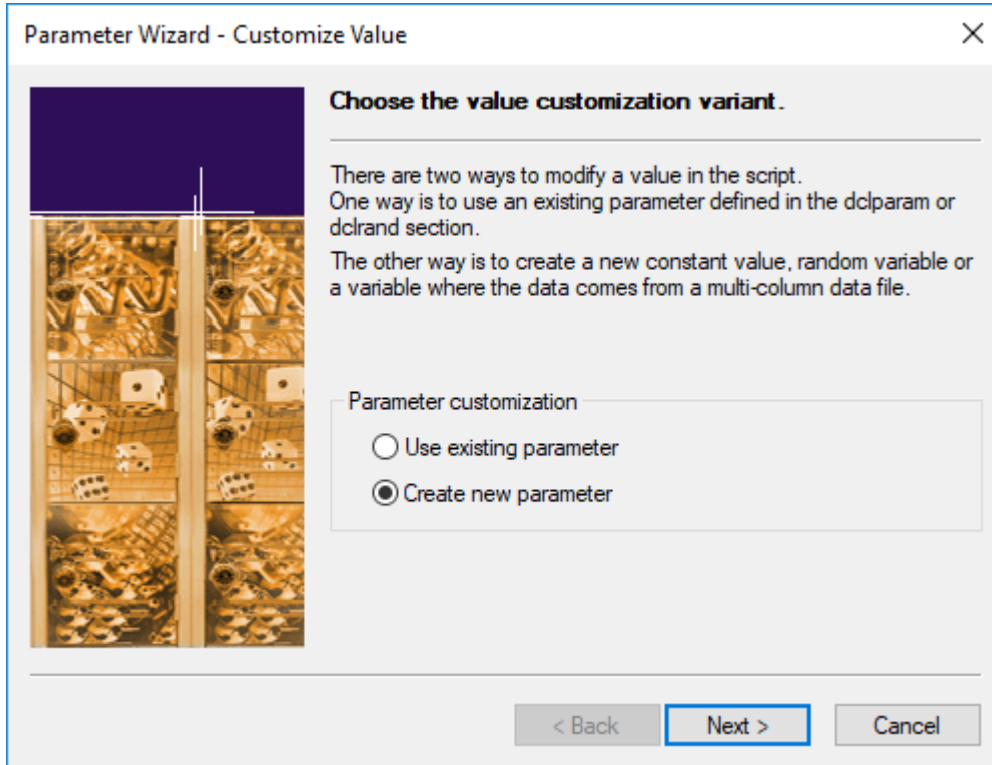 Parameter Wizard - Customize Value
Choose the value customization variant.
There are two ways to modify a value in the script.
One way is to use an existing parameter defined in the dclparam or
dclrand section.
The other way is to create a new constant value, random variable or
a variable where the data comes from a multi-column data file.
Parameter customization
Use existing parameter
Create new parameter
< Back
Next >
Cancel